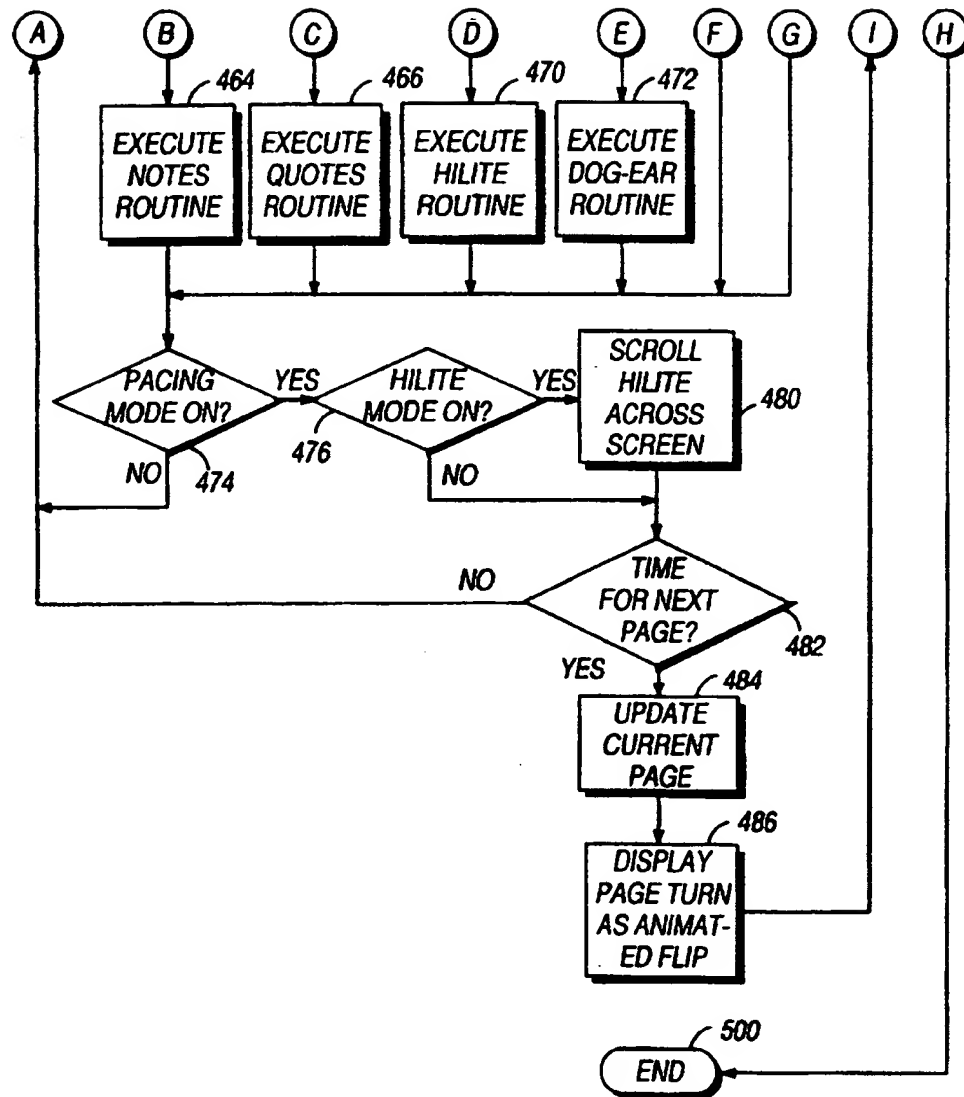 A B C D E F G I H
464
466
470
472
EXECUTE
NOTES
ROUTINE
EXECUTE
QUOTES
ROUTINE
EXECUTE
HILITE
ROUTINE
EXECUTE
DOG-EAR
ROUTINE
PACING
MODE ON?
YES
NO
474
HILITE
MODE ON?
YES
NO
476
SCROLL
HILITE
ACROSS
SCREEN
480
TIME
FOR NEXT
PAGE?
NO
YES
482
484
UPDATE
CURRENT
PAGE
486
DISPLAY
PAGE TURN
AS ANIMAT-
ED FLIP
500
END